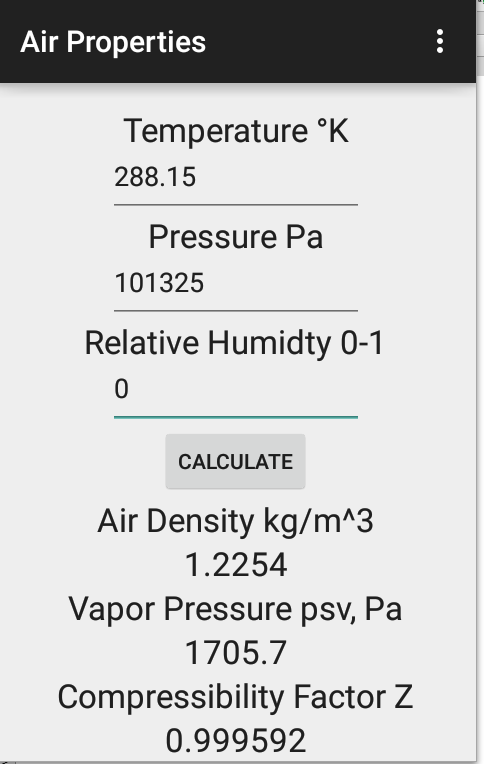 Air Properties
Temperature °K
288.15
Pressure Pa
101325
Relative Humidty 0-1
0
CALCULATE
Air Density kg/m^3
1.2254
Vapor Pressure psv, Pa
1705.7
Compressibility Factor Z
0.999592